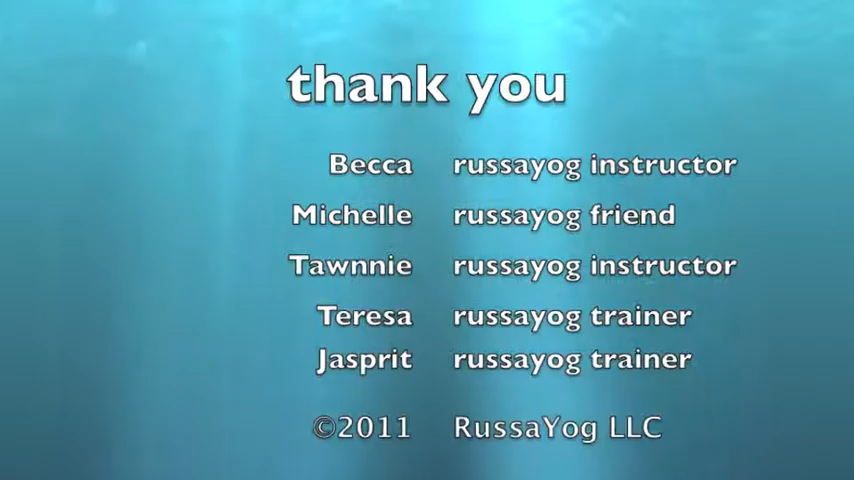 thank you
Becca russayog instructor
Michelle russayog friend
Tawnnie russayog instructor
Teresa russayog trainer
Jasprit russayog trainer
©2011 RussaYog LLC